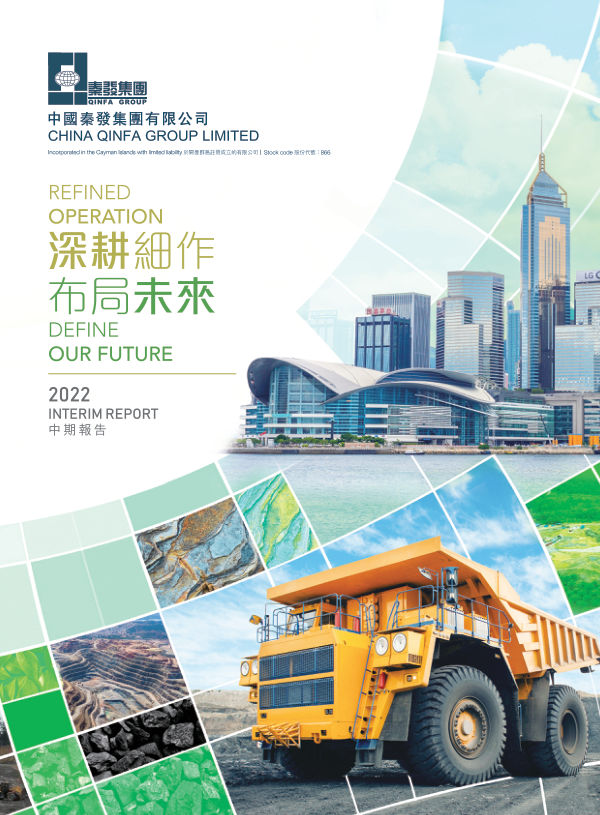 秦發集團
QINFA GROUP
中國秦發集團有限公司
CHINA QINFA GROUP LIMITED
Incorporated in the Cayman Islands with limited liability 於開曼群島註冊成立的有限公司 | Stock code 股份代號：866
REFINED
OPERATION
深耕細作
布局未來
DEFINE
OUR FUTURE
2022
INTERIM REPORT
中期報告
LG